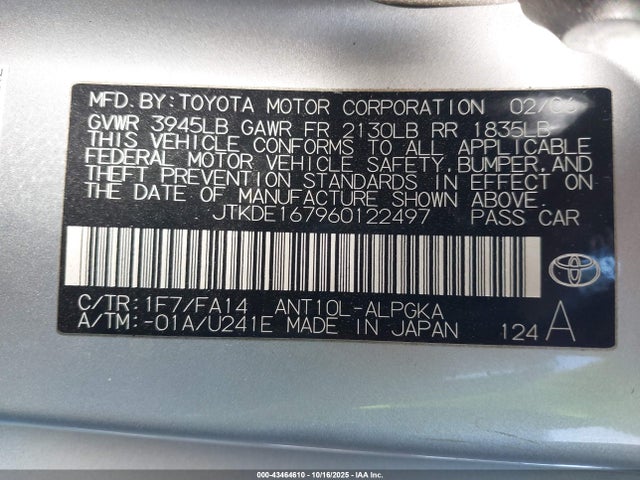 MFD.BY:TOYOTA MOTOR CORPORATION 02/06
GVWR 3945LB GAWR FR 2130LB RR 1835LB
THIS VEHICLE CONFORMS TO ALL APPLICABLE
FEDERAL MOTOR VEHICLE SAFETY, BUMPER, AND
THEFT PREVENTION STANDARDS IN EFFECT ON
THE DATE OF MANUFACTURE SHOWN ABOVE.
JTKDE167960122497 PASS CAR
C/TR: 1F7/FA14 ANT10L-ALPGKA
A/TM: -01A/U241E MADE IN JAPAN 124 A
000-43464610 | 10/16/2025 | IAA Inc.